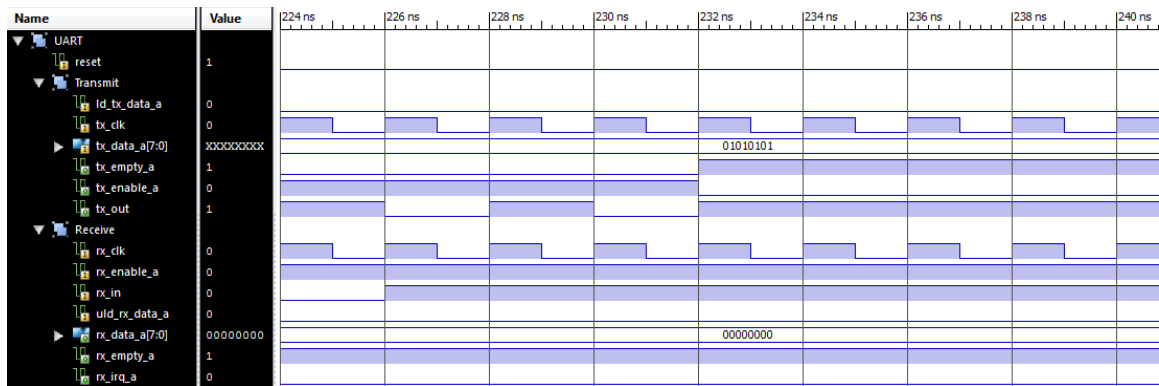 Name Value 224 ns 226 ns 228 ns 230 ns 232 ns 234 ns 236 ns 238 ns 240 ns
UART
reset 1
Transmit
ld_tx_data_a 0
tx_clk 0
tx_data_a[7:0] XXXXXXXX 01010101
tx_empty_a 1
tx_enable_a 0
tx_out 1
Receive
rx_clk 0
rx_enable_a 0
rx_in 0
uld_rx_data_a 0
rx_data_a[7:0] 00000000 00000000
rx_empty_a 1
rx_irq_a 0